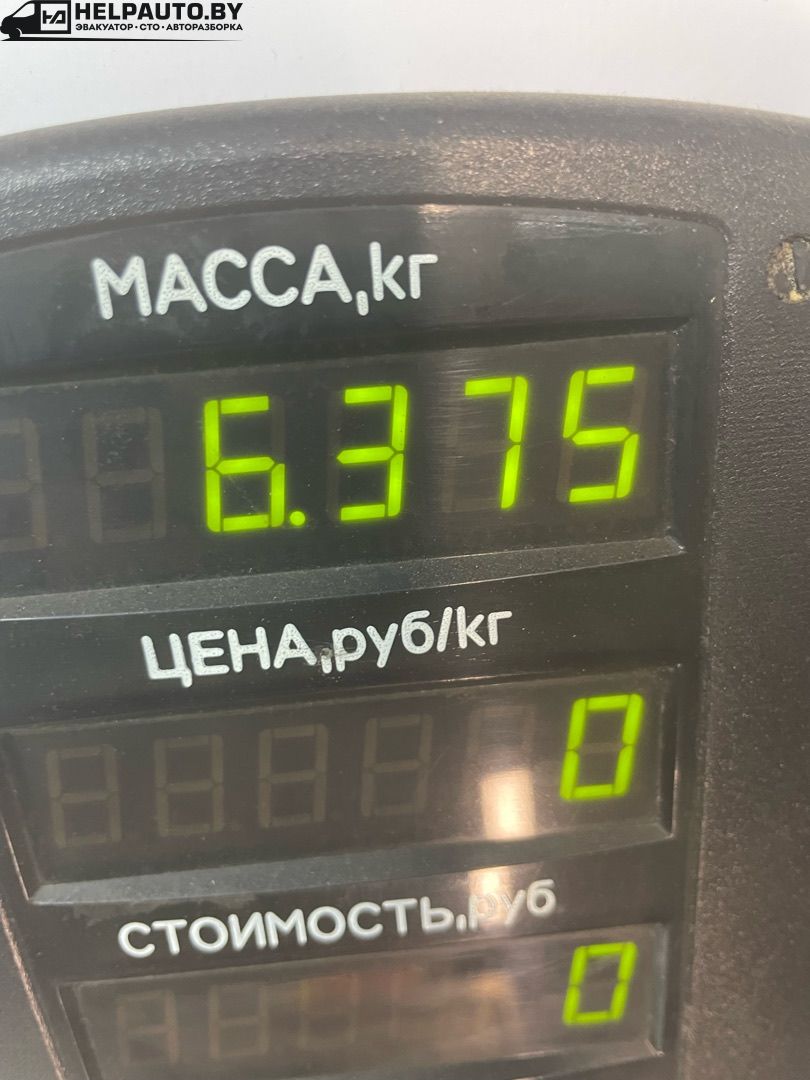 HELPAUTO.BY
ЭВАКУАТОР • СТО • АВТОРАЗБОРКА
МАССА,кг
6.375
ЦЕНА,руб/кг
0
СТОИМОСТЬ,руб
0